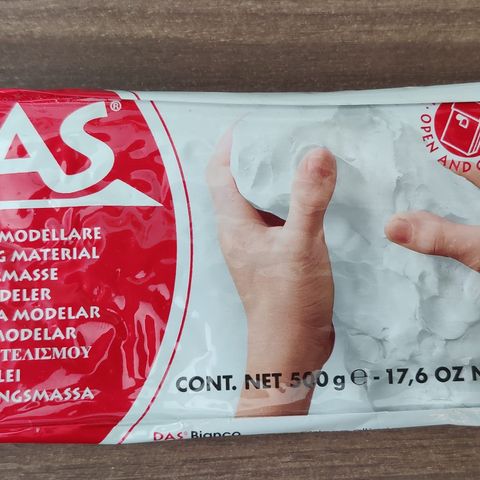 AS®
MODELLARE
G MATERIAL
MASSE
DELER
A MODELAR
MODELAR
ΤΕΛΙΣΜΟΥ
LEI
NGSMASSA
OPEN AND C
CONT. NET 500 g ℮ - 17,6 OZ N
DAS® Bianco